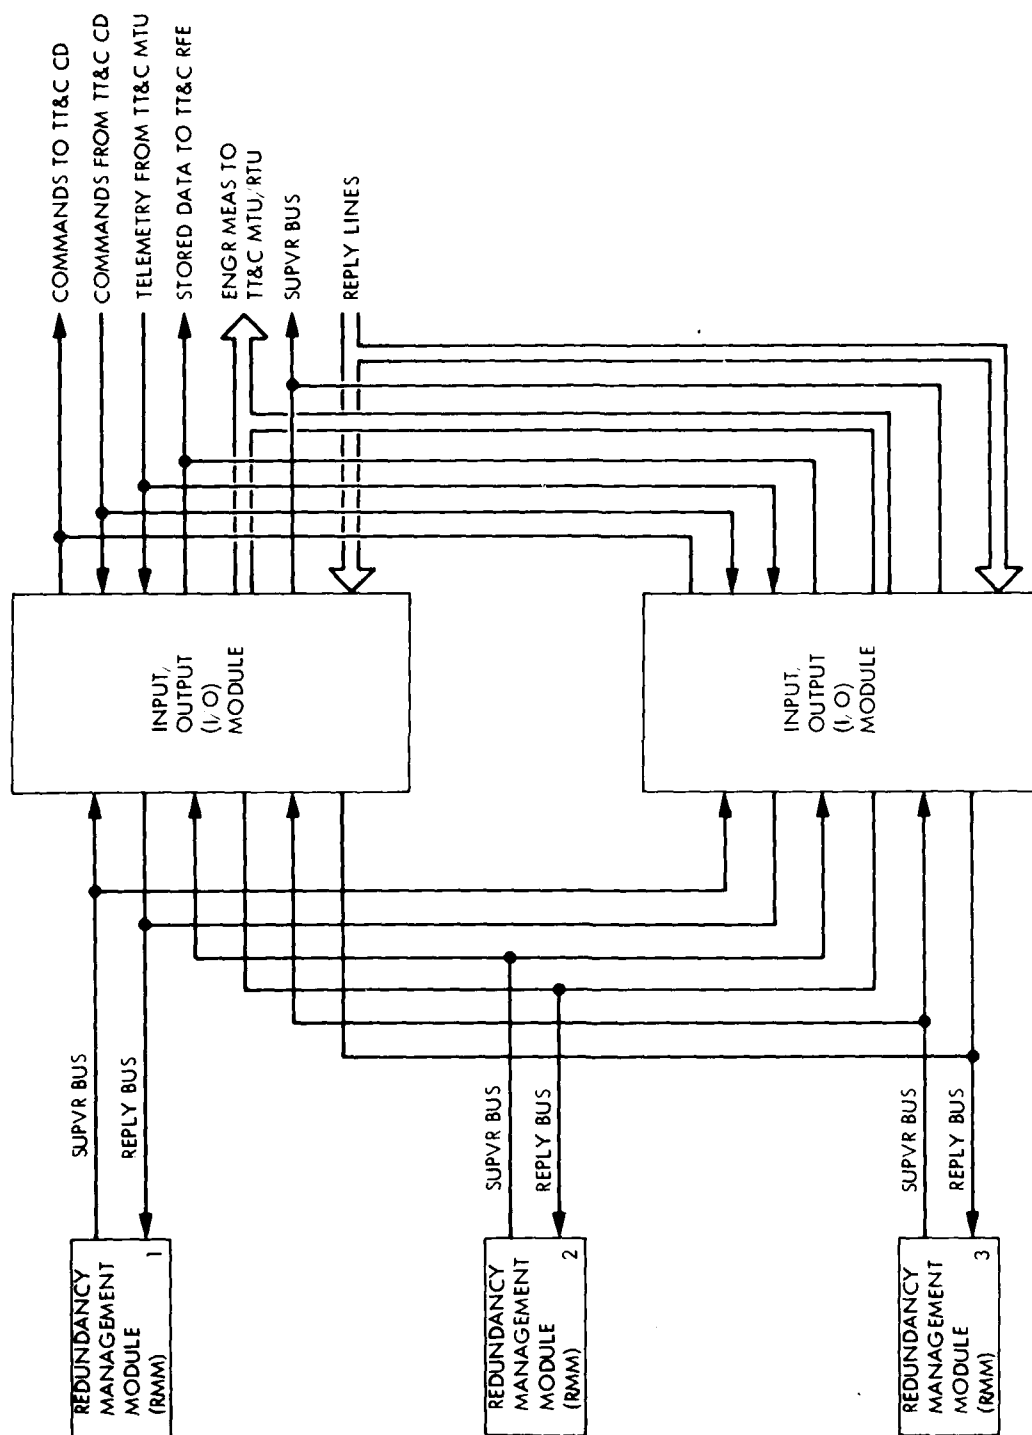 COMMANDS TO TT&C CD
COMMANDS FROM TT&C CD
TELEMETRY FROM TT&C MTU
STORED DATA TO TT&C RFE
ENGR MEAS TO
TT&C MTU/RTU
SUPVR BUS
REPLY LINES
INPUT/
OUTPUT
(I/O)
MODULE
INPUT/
OUTPUT
(I/O)
MODULE
SUPVR BUS
REPLY BUS
SUPVR BUS
REPLY BUS
SUPVR BUS
REPLY BUS
REDUNDANCY
MANAGEMENT
MODULE
(RMM)
1
REDUNDANCY
MANAGEMENT
MODULE
(RMM)
2
REDUNDANCY
MANAGEMENT
MODULE
(RMM)
3